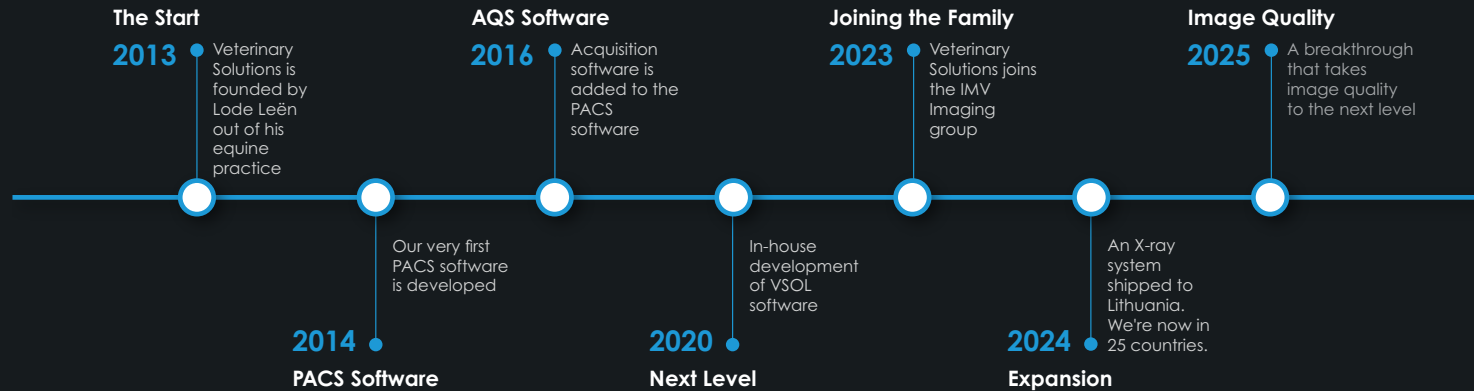 The Start
2013
Veterinary
Solutions is
founded by
Lode Leën
out of his
equine
practice
Our very first
PACS software
is developed
2014
PACS Software
AQS Software
2016
Acquisition
software is
added to the
PACS
software
In-house
development
of VSOL
software
2020
Next Level
Joining the Family
2023
Veterinary
Solutions joins
the IMV
Imaging
group
An X-ray
system
shipped to
Lithuania.
We're now in
25 countries.
2024
Expansion
Image Quality
2025
A breakthrough
that takes
image quality
to the next level